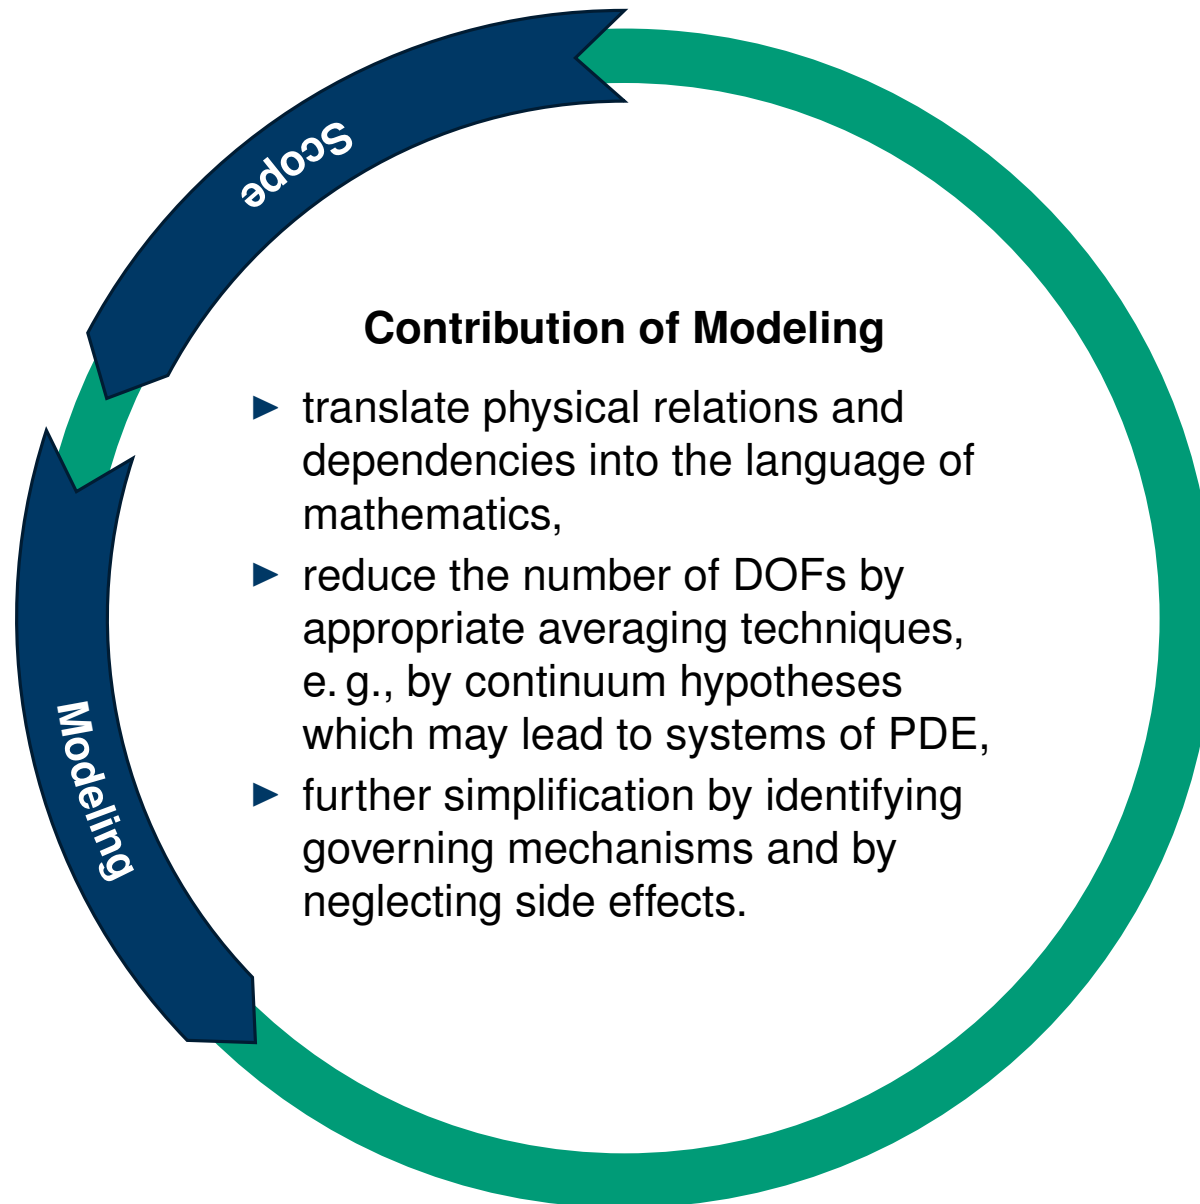 Scope
Contribution of Modeling
► translate physical relations and
dependencies into the language of
mathematics,
► reduce the number of DOFs by
appropriate averaging techniques,
e. g., by continuum hypotheses
which may lead to systems of PDE,
► further simplification by identifying
governing mechanisms and by
neglecting side effects.
Modeling